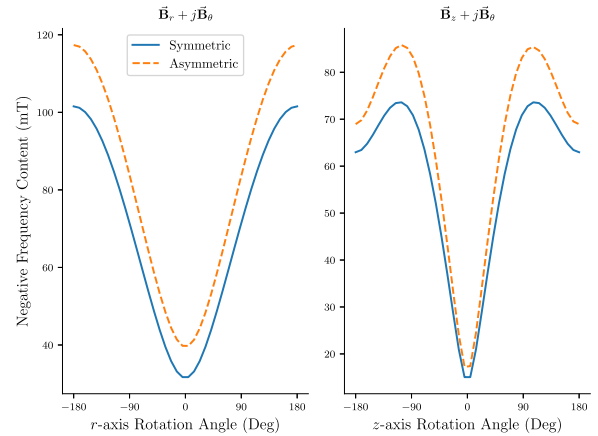 B⃗r + jB⃗θ
B⃗z + jB⃗θ
Symmetric
Asymmetric
Negative Frequency Content (mT)
120
100
80
60
40
80
70
60
50
40
30
20
−180 −90 0 90 180
−180 −90 0 90 180
r-axis Rotation Angle (Deg)
z-axis Rotation Angle (Deg)